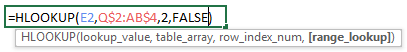 =HLOOKUP(E2,Q$2:AB$4,2,FALSE)
HLOOKUP(lookup_value, table_array, row_index_num, [range_lookup])